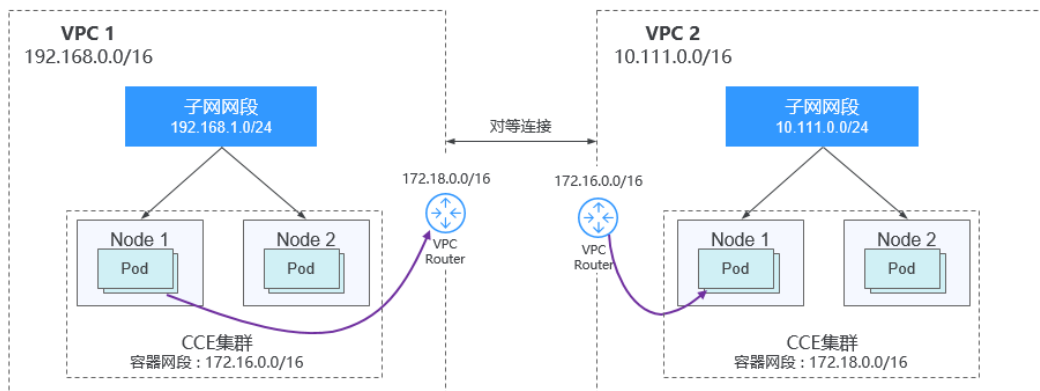 VPC 1
192.168.0.0/16
子网网段
192.168.1.0/24
Node 1
Pod
Node 2
Pod
CCE集群
容器网段：172.16.0.0/16
对等连接
172.18.0.0/16
VPC
Router
172.16.0.0/16
VPC
Router
VPC 2
10.111.0.0/16
子网网段
10.111.0.0/24
Node 1
Pod
Node 2
Pod
CCE集群
容器网段：172.18.0.0/16